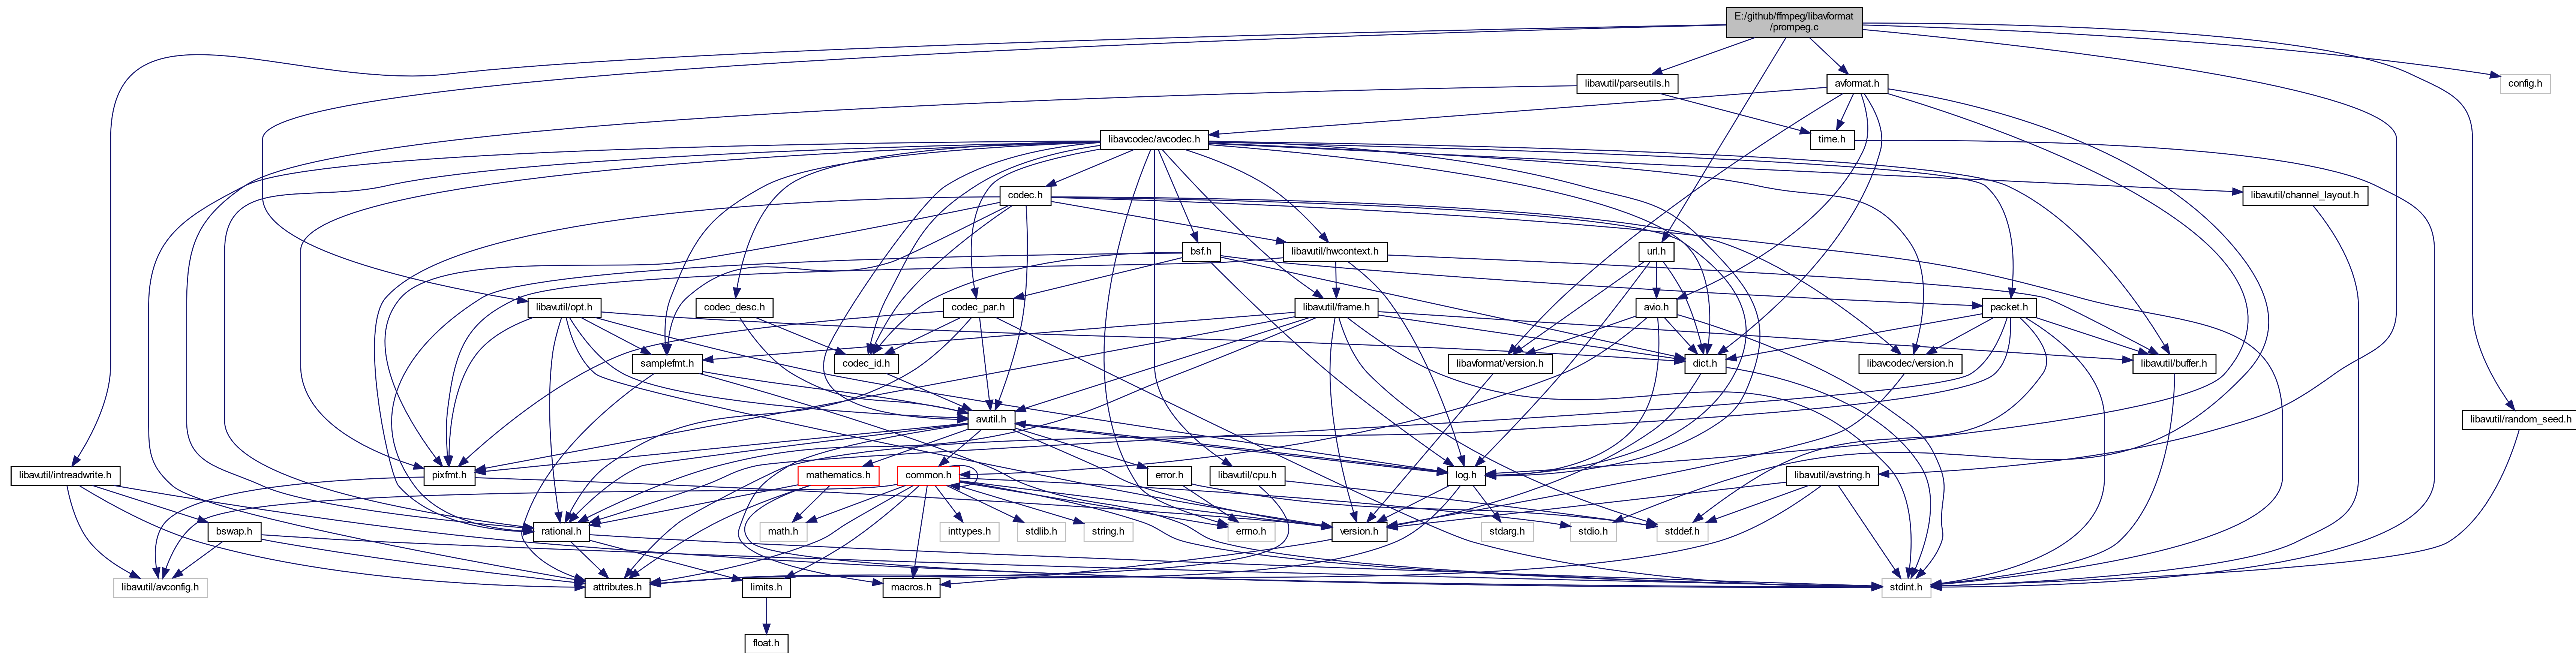 E:/github/ffmpeg/libavformat
/prompeg.c
libavutil/parseutils.h
avformat.h
config.h
libavcodec/avcodec.h
time.h
codec.h
libavutil/channel_layout.h
bsf.h
libavutil/hwcontext.h
url.h
libavutil/opt.h
codec_desc.h
codec_par.h
libavutil/frame.h
avio.h
packet.h
samplefmt.h
codec_id.h
libavformat/version.h
dict.h
libavcodec/version.h
libavutil/buffer.h
avutil.h
libavutil/random_seed.h
libavutil/intreadwrite.h
pixfmt.h
mathematics.h
common.h
error.h
libavutil/cpu.h
log.h
libavutil/avstring.h
bswap.h
rational.h
math.h
inttypes.h
stdlib.h
string.h
errno.h
version.h
stdarg.h
stdio.h
stddef.h
libavutil/avconfig.h
attributes.h
limits.h
macros.h
stdint.h
float.h